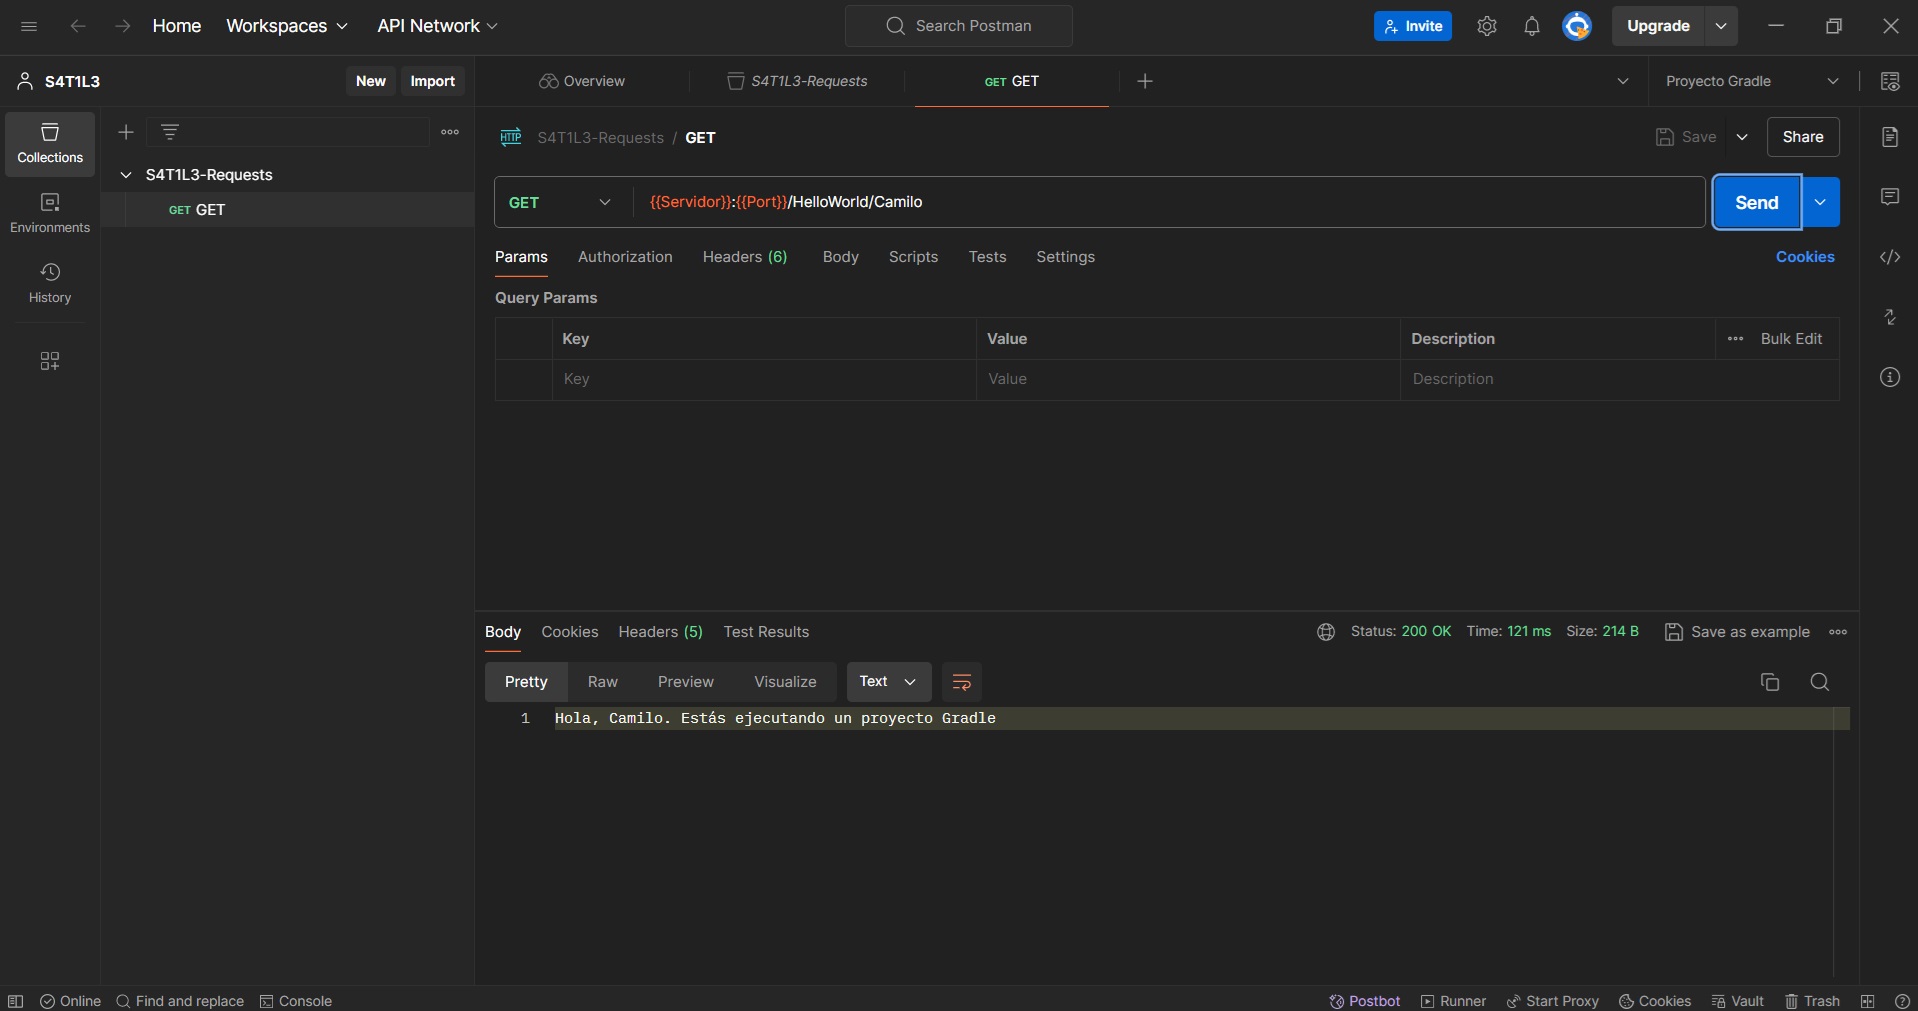 Home Workspaces API Network Search Postman Invite Upgrade
S4T1L3 New Import Overview S4T1L3-Requests GET GET Proyecto Gradle
Collections
Environments
History
S4T1L3-Requests
GET GET
HTTP S4T1L3-Requests / GET Save Share
GET {{Servidor}}:{{Port}}/HelloWorld/Camilo Send
Params Authorization Headers (6) Body Scripts Tests Settings Cookies
Query Params
Key Value Description Bulk Edit
Key Value Description
Body Cookies Headers (5) Test Results Status: 200 OK Time: 121 ms Size: 214 B Save as example
Pretty Raw Preview Visualize Text
1 Hola, Camilo. Estás ejecutando un proyecto Gradle
Online Find and replace Console Postbot Runner Start Proxy Cookies Vault Trash